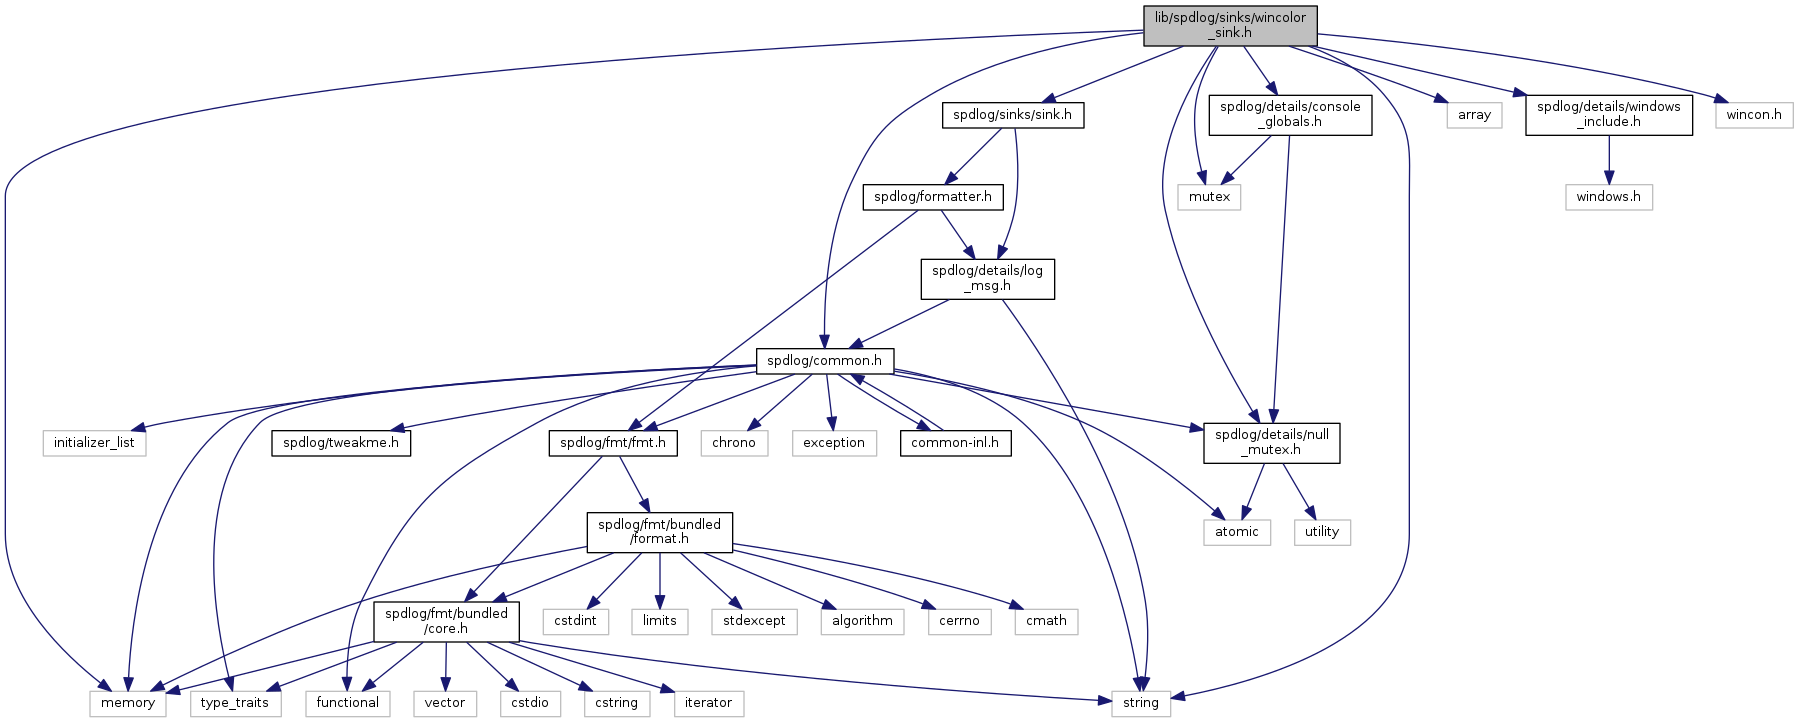 lib/spdlog/sinks/wincolor
_sink.h
spdlog/sinks/sink.h
spdlog/details/console
_globals.h
array
spdlog/details/windows
_include.h
wincon.h
spdlog/formatter.h
mutex
windows.h
spdlog/details/log
_msg.h
spdlog/common.h
initializer_list
spdlog/tweakme.h
spdlog/fmt/fmt.h
chrono
exception
common-inl.h
spdlog/details/null
_mutex.h
spdlog/fmt/bundled
/format.h
atomic
utility
spdlog/fmt/bundled
/core.h
cstdint
limits
stdexcept
algorithm
cerrno
cmath
memory
type_traits
functional
vector
cstdio
cstring
iterator
string